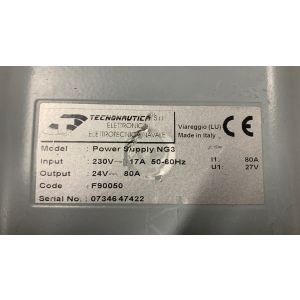 TECNONAUTICA S.r.l.
ELETTRONICA
ELETTROTECNICA NAVALE
Viareggio (LU)
Made in Italy
CE
Model : Power Supply NG3
Input : 230V~ 17A 50-60Hz
I1: 80A
Output : 24V⎓ 80A
U1: 27V
Code : F90050
Serial No. : 0734647422